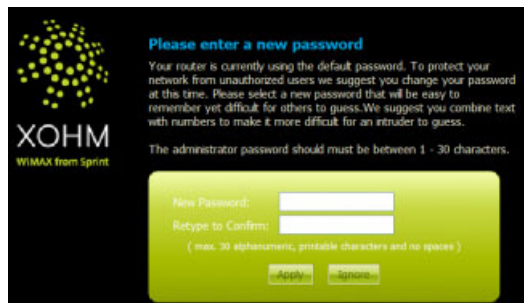 Please enter a new password
Your router is currently using the default password. To protect your
network from unauthorized users we suggest you change your password
at this time. Please select a new password that will be easy to
remember yet difficult for others to guess.We suggest you combine text
with numbers to make it more difficult for an intruder to guess.
XOHM
WiMAX from Sprint
The administrator password should must be between 1 - 30 characters.
New Password:
Retype to Confirm:
( max. 30 alphanumeric, printable characters and no spaces )
Apply
Ignore